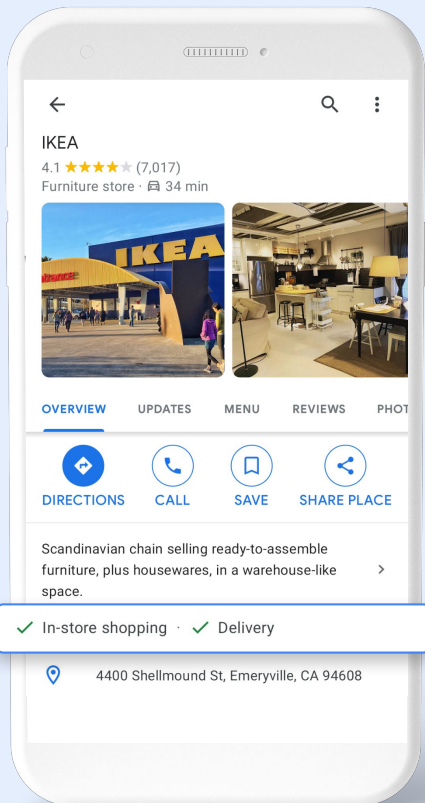 IKEA
4.1 (7,017)
Furniture store · 34 min
IKEA
OVERVIEW UPDATES MENU REVIEWS PHOT
DIRECTIONS CALL SAVE SHARE PLACE
Scandinavian chain selling ready-to-assemble
furniture, plus housewares, in a warehouse-like
space.
In-store shopping · Delivery
4400 Shellmound St, Emeryville, CA 94608